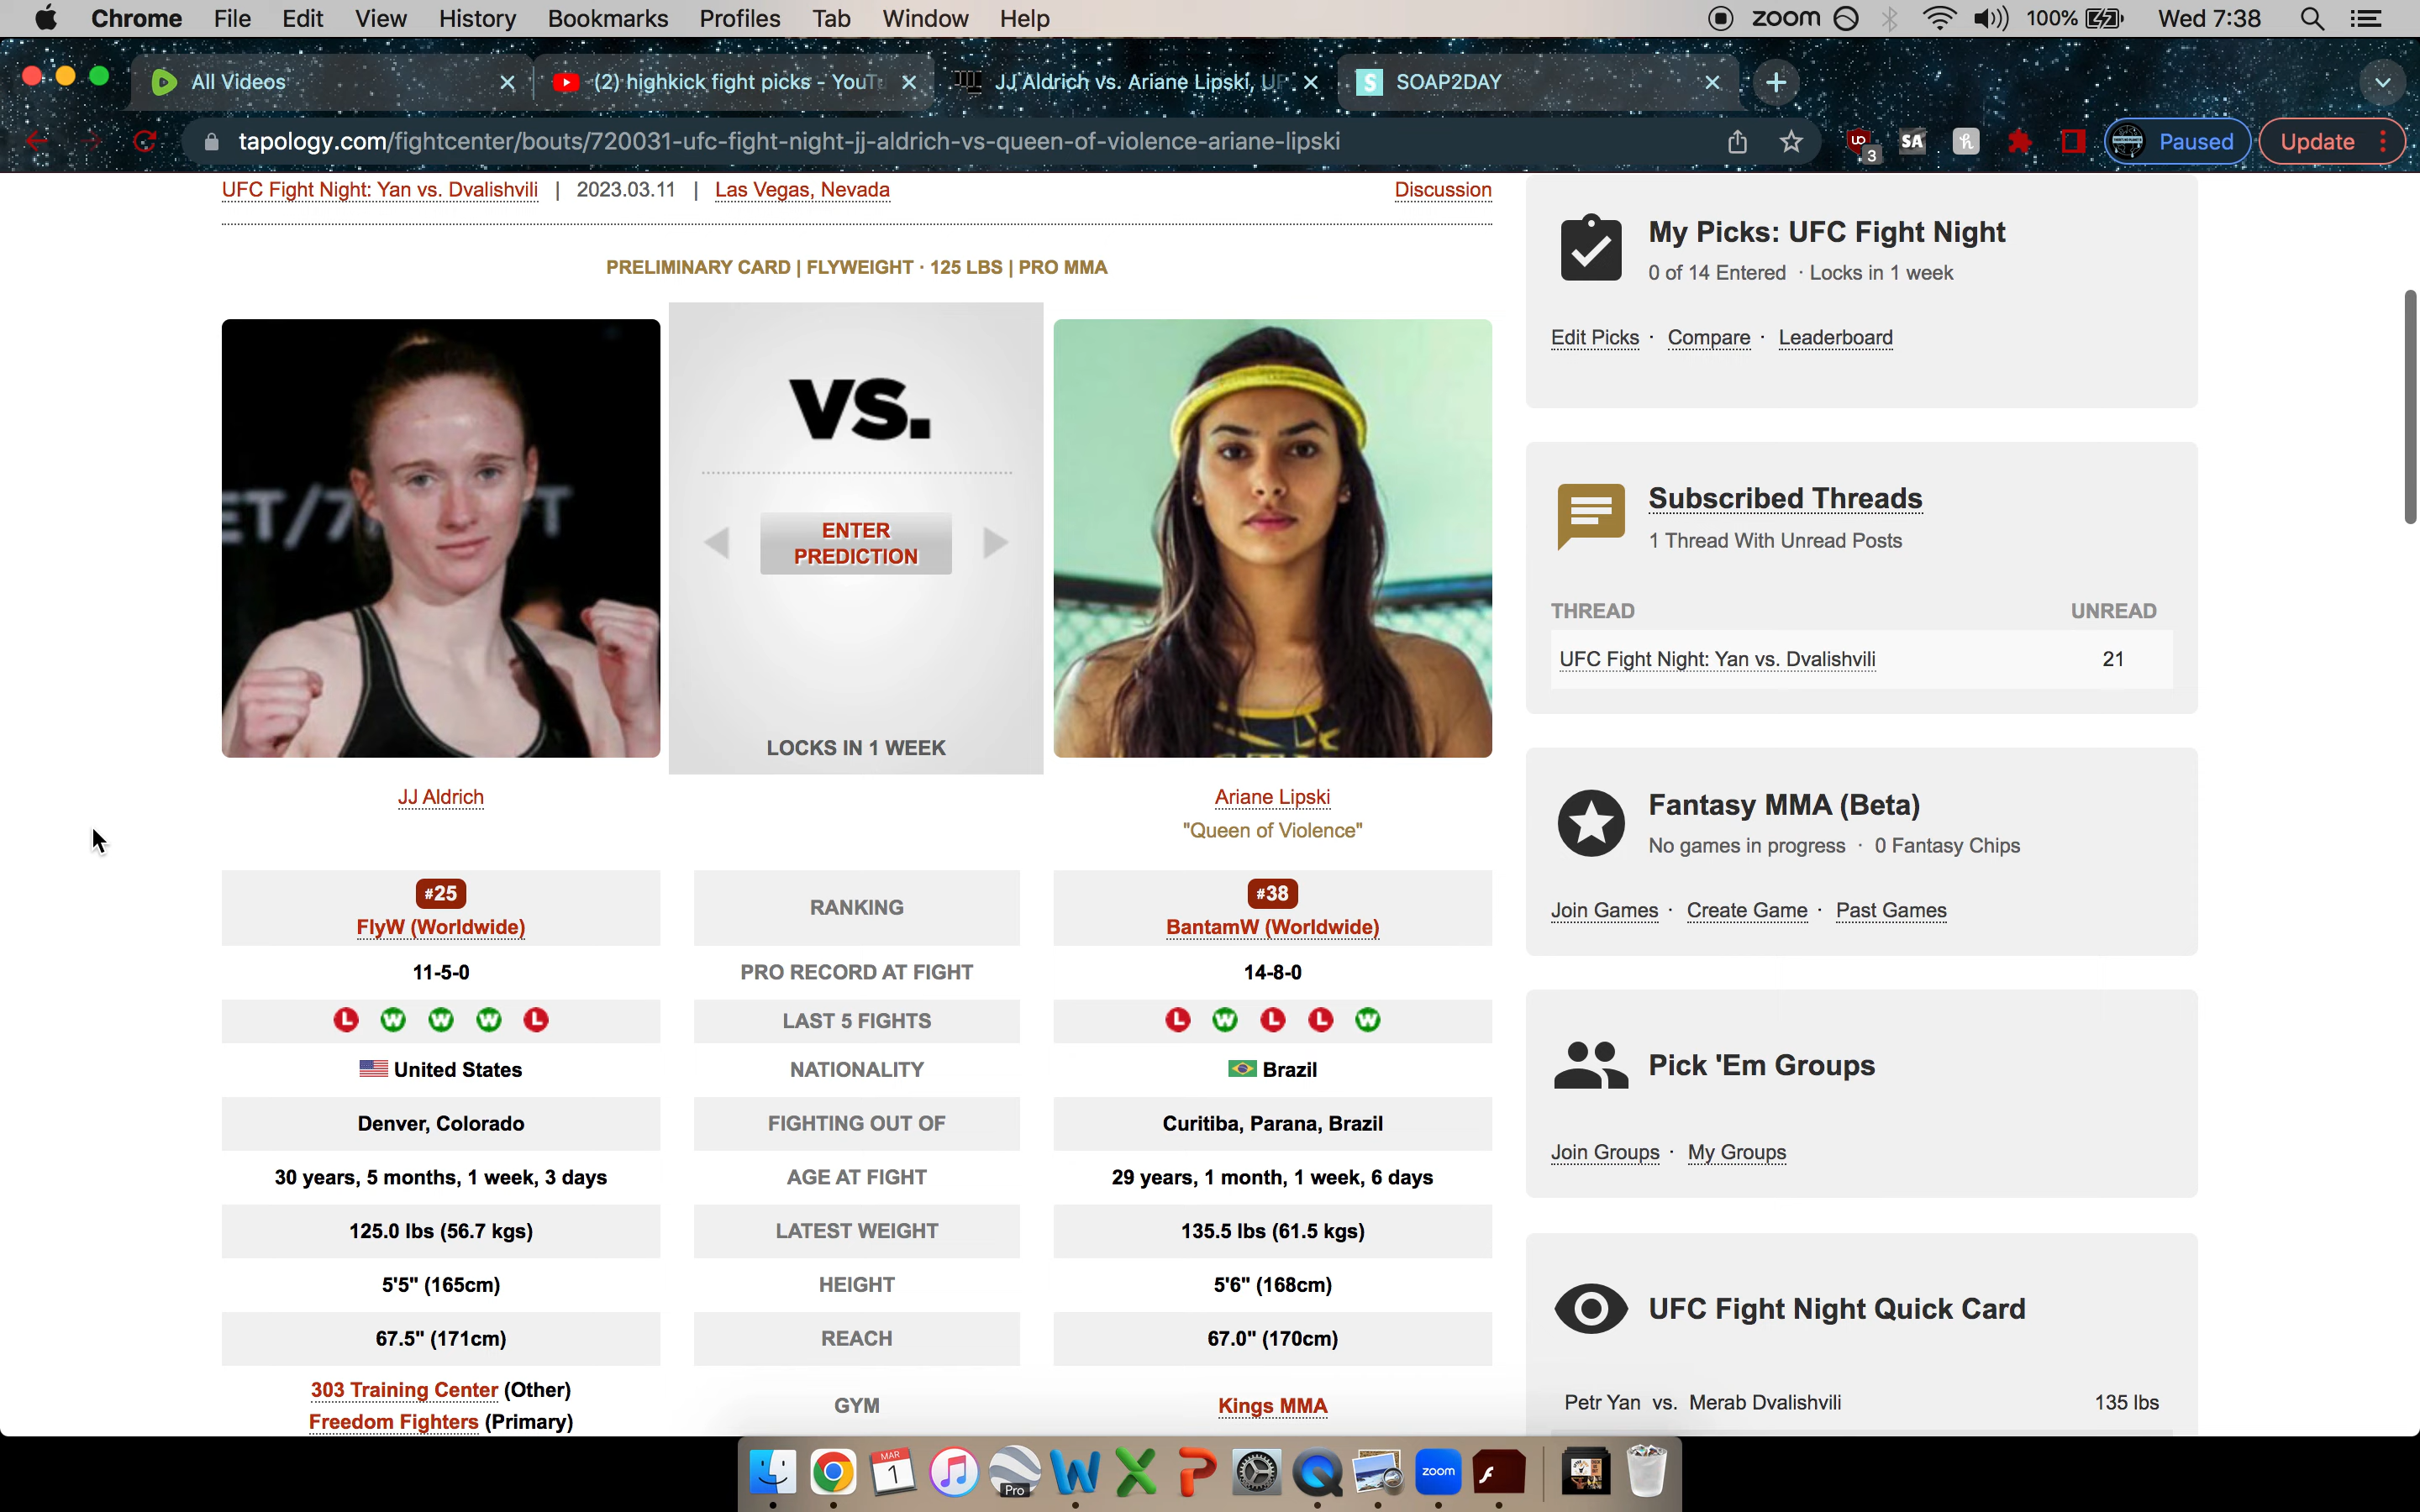 Chrome File Edit View History Bookmarks Profiles Tab Window Help zoom 100% Wed 7:38
All Videos (2) highkick fight picks - YouTu JJ Aldrich vs. Ariane Lipski, UF SOAP2DAY
tapology.com/fightcenter/bouts/720031-ufc-fight-night-jj-aldrich-vs-queen-of-violence-ariane-lipski UO 3 SA h Paused Update
UFC Fight Night: Yan vs. Dvalishvili | 2023.03.11 | Las Vegas, Nevada Discussion
PRELIMINARY CARD | FLYWEIGHT · 125 LBS | PRO MMA
ET/7 FT
VS.
ENTER
PREDICTION
LOCKS IN 1 WEEK
JJ Aldrich Ariane Lipski
"Queen of Violence"
#25 RANKING #38
FlyW (Worldwide) BantamW (Worldwide)
11-5-0 PRO RECORD AT FIGHT 14-8-0
L W W W L LAST 5 FIGHTS L W L L W
United States NATIONALITY Brazil
Denver, Colorado FIGHTING OUT OF Curitiba, Parana, Brazil
30 years, 5 months, 1 week, 3 days AGE AT FIGHT 29 years, 1 month, 1 week, 6 days
125.0 lbs (56.7 kgs) LATEST WEIGHT 135.5 lbs (61.5 kgs)
5'5" (165cm) HEIGHT 5'6" (168cm)
67.5" (171cm) REACH 67.0" (170cm)
303 Training Center (Other) GYM Kings MMA
Freedom Fighters (Primary)
My Picks: UFC Fight Night
0 of 14 Entered · Locks in 1 week
Edit Picks · Compare · Leaderboard
Subscribed Threads
1 Thread With Unread Posts
THREAD UNREAD
UFC Fight Night: Yan vs. Dvalishvili 21
Fantasy MMA (Beta)
No games in progress · 0 Fantasy Chips
Join Games · Create Game · Past Games
Pick 'Em Groups
Join Groups · My Groups
UFC Fight Night Quick Card
Petr Yan vs. Merab Dvalishvili 135 lbs
MAR
1
Pro
zoom